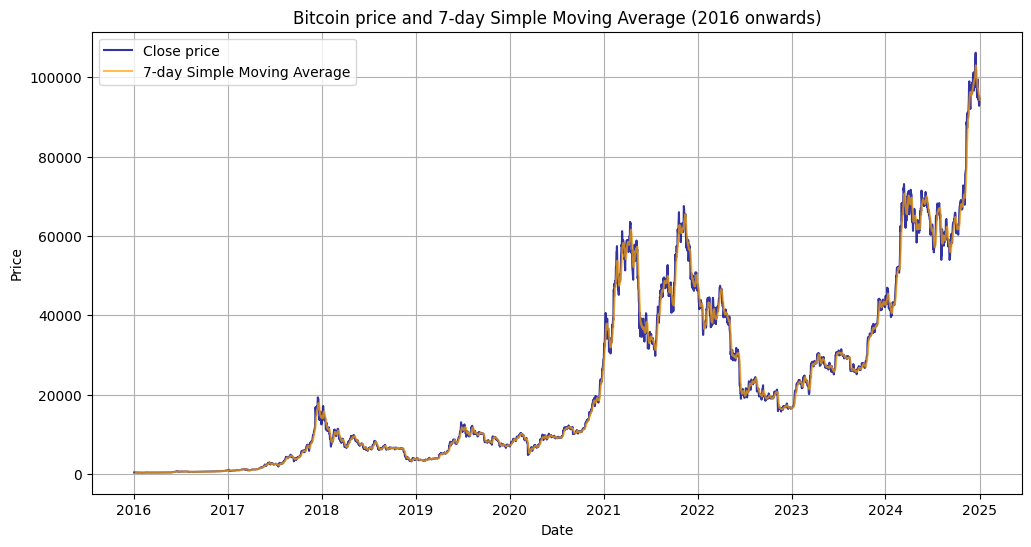 Bitcoin price and 7-day Simple Moving Average (2016 onwards)
Close price
7-day Simple Moving Average
Price
100000
80000
60000
40000
20000
0
2016 2017 2018 2019 2020 2021 2022 2023 2024 2025
Date